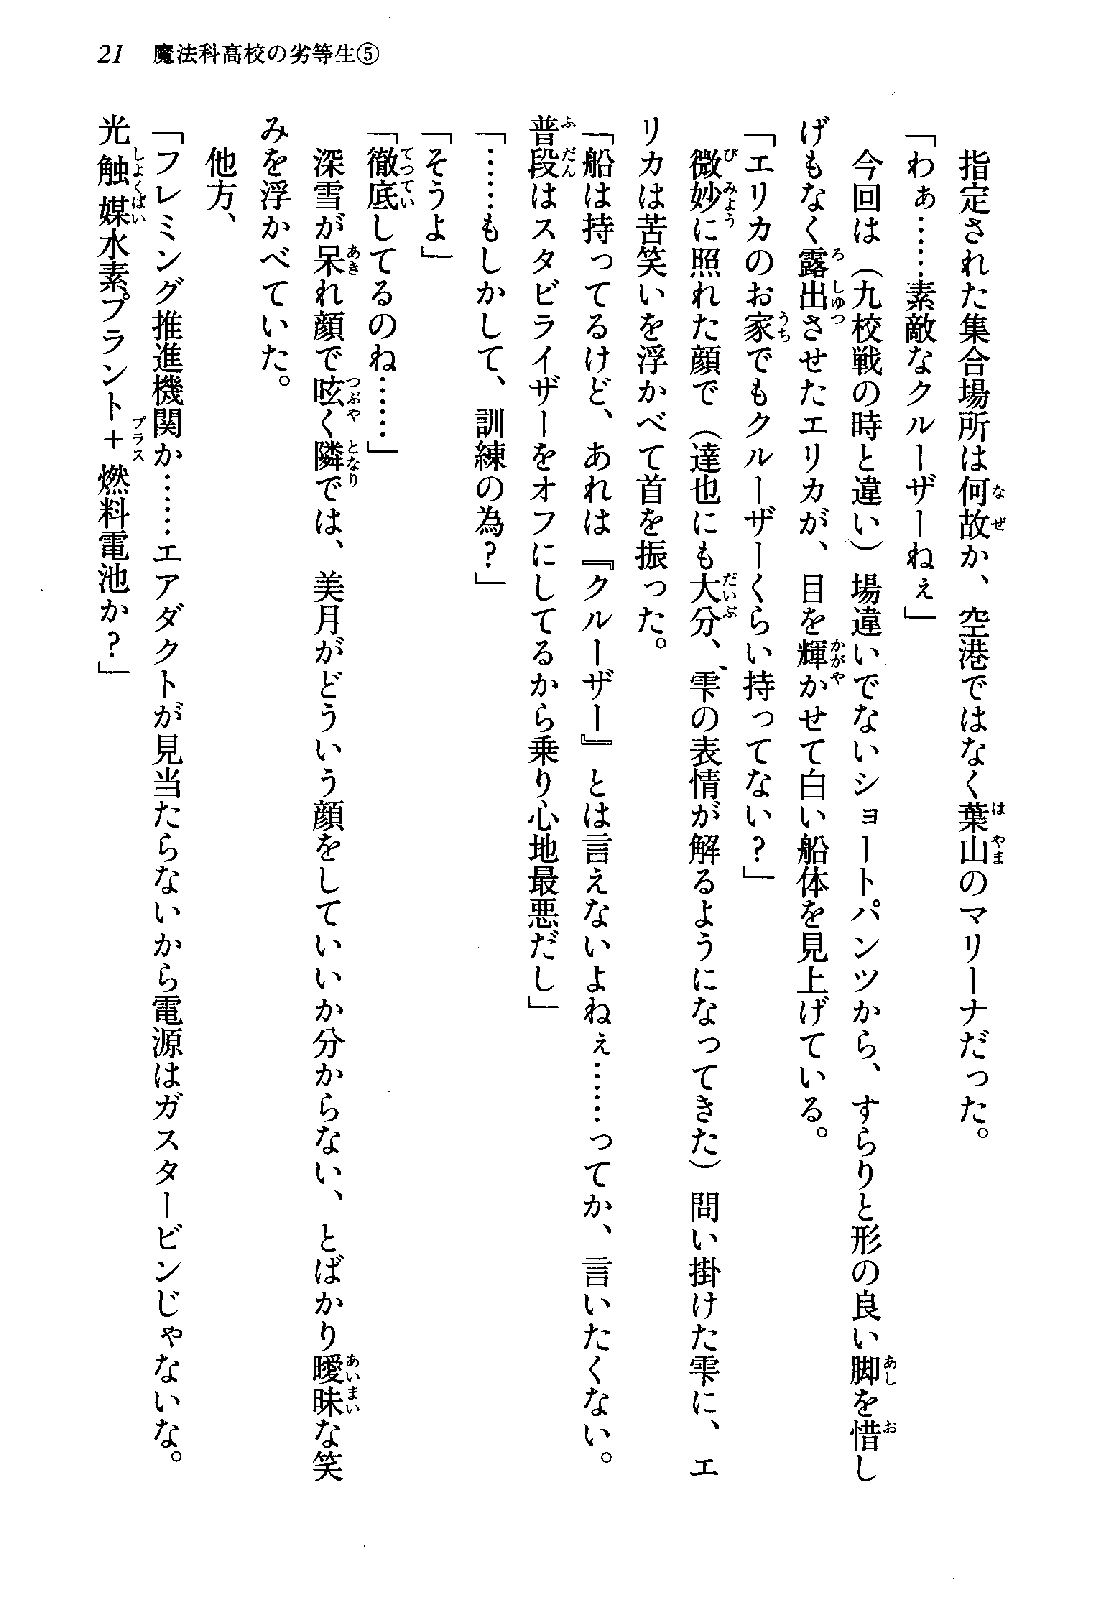 21 魔法科高校の劣等生⑤
指定された集合場所は何故か、空港ではなく葉山のマリーナだった。
「わぁ……素敵なクルーザーねぇ」
今回は（九校戦の時と違い）場違いでないショートパンツから、すらりと形の良い脚を惜し
げもなく露出させたエリカが、目を輝かせて白い船体を見上げている。
「エリカのお家でもクルーザーくらい持ってない？」
微妙に照れた顔で（達也にも大分、雫の表情が解るようになってきた）問い掛けた雫に、エ
リカは苦笑いを浮かべて首を振った。
「船は持ってるけど、あれは『クルーザー』とは言えないよねぇ……ってか、言いたくない。
普段はスタビライザーをオフにしてるから乗り心地最悪だし」
「……もしかして、訓練の為？」
「そうよ」
「徹底してるのね……」
深雪が呆れ顔で呟く隣では、美月がどういう顔をしていいか分からない、とばかり曖昧な笑
みを浮かべていた。
他方、
「フレミング推進機関か……エアダクトが見当たらないから電源はガスタービンじゃないな。
光触媒水素プラント＋燃料電池か？」